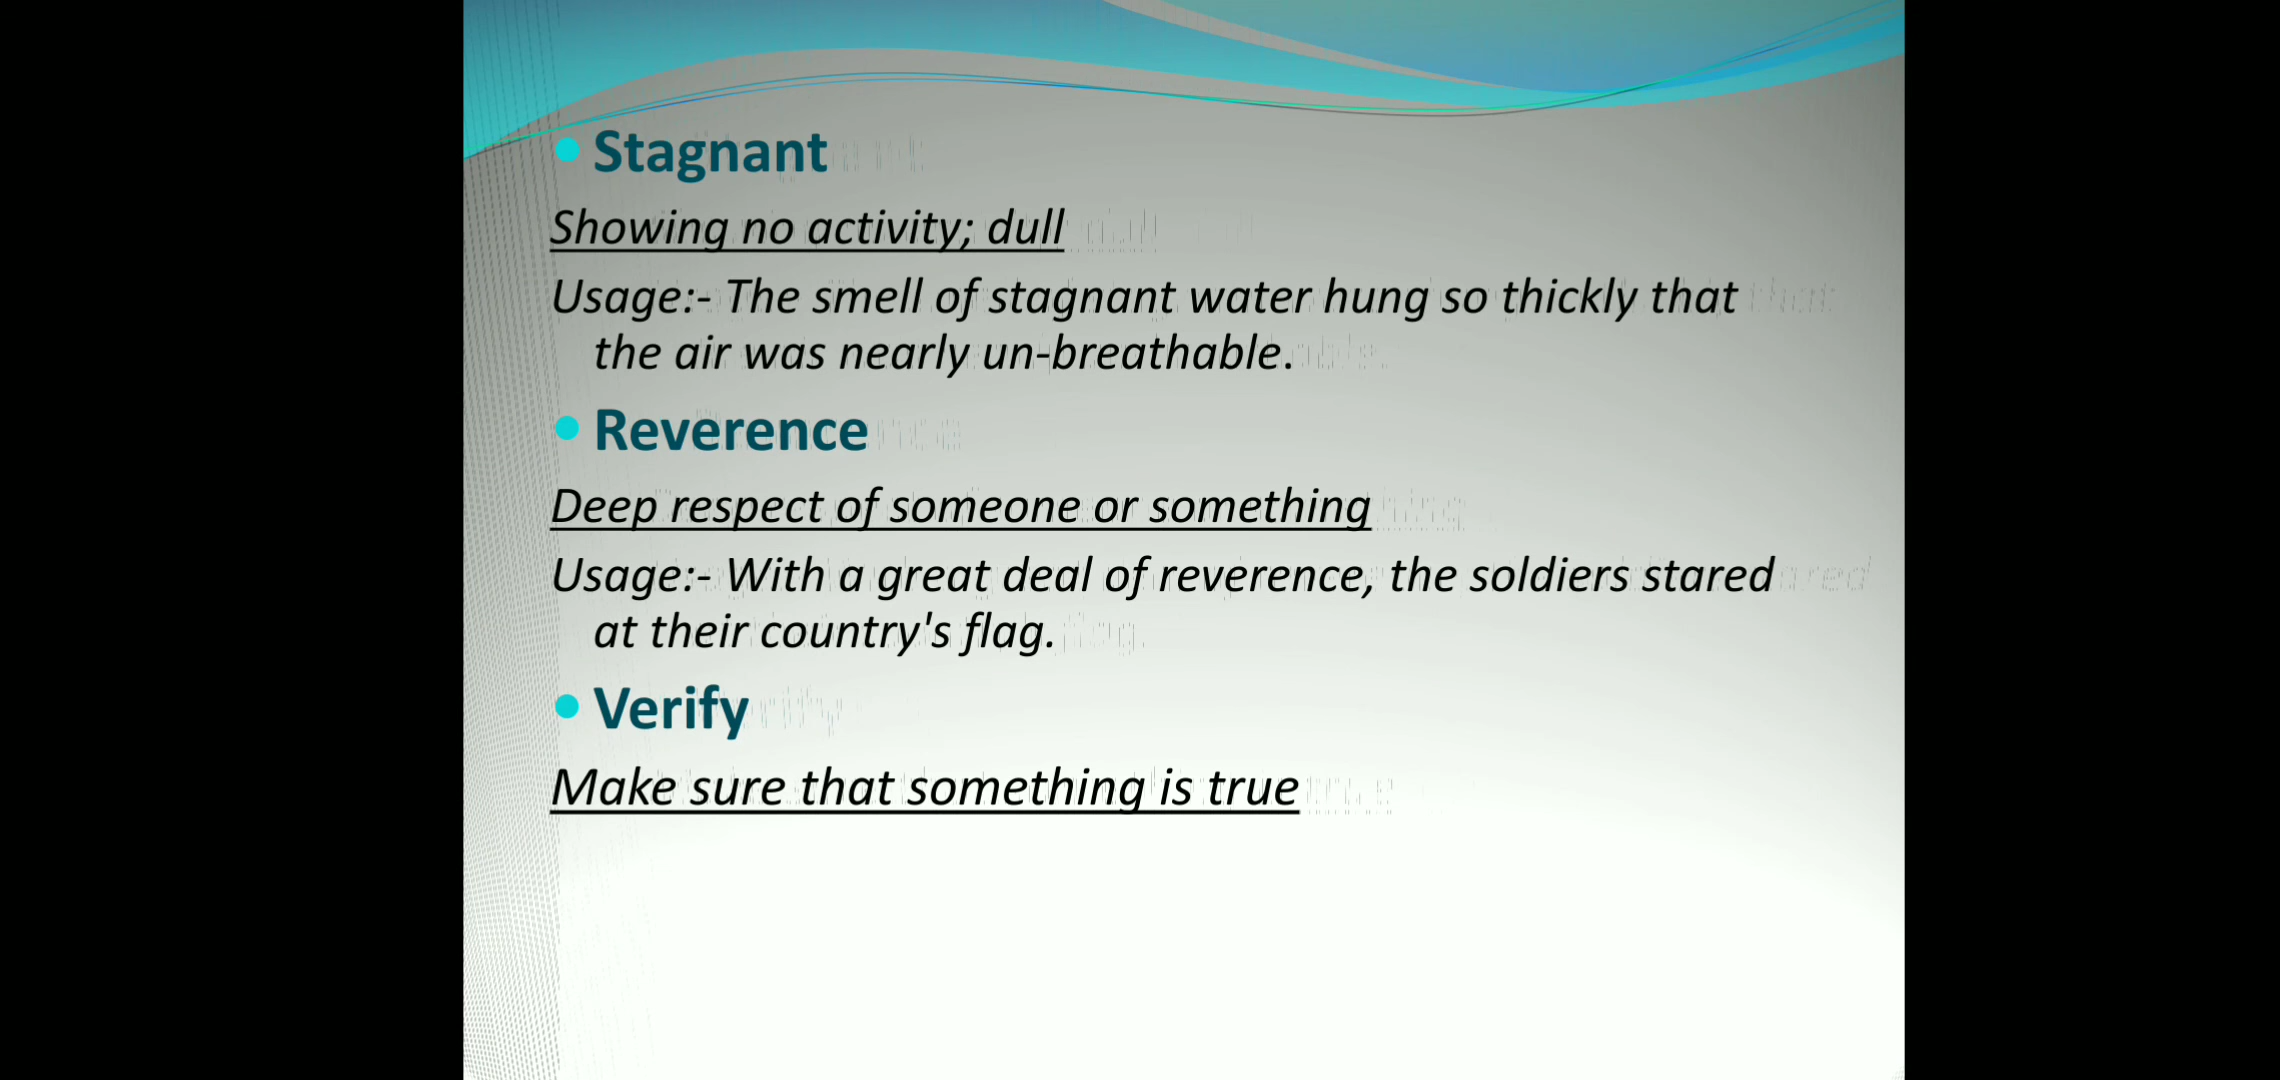 Stagnant
Showing no activity; dull
Usage:- The smell of stagnant water hung so thickly that
the air was nearly un-breathable.
Reverence
Deep respect of someone or something
Usage:- With a great deal of reverence, the soldiers stared
at their country's flag.
Verify
Make sure that something is true